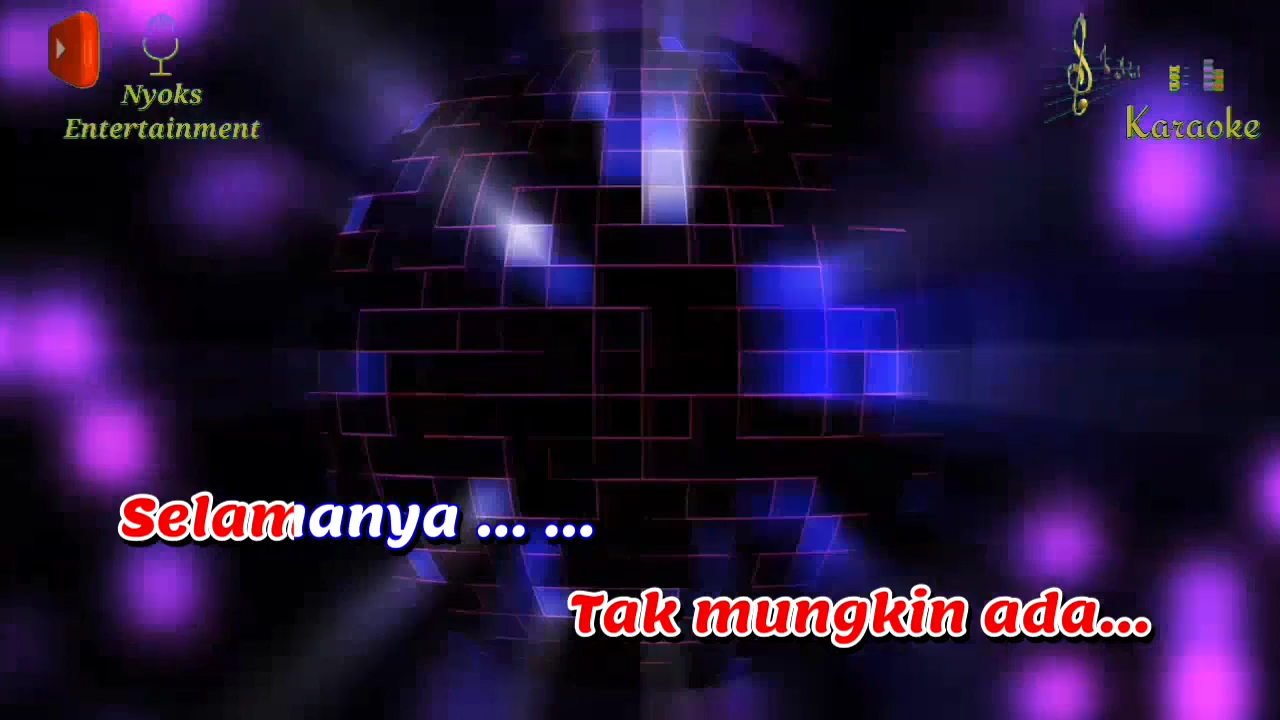 Nyoks
Entertainment
Karaoke
Selamanya ... ...
Tak mungkin ada...